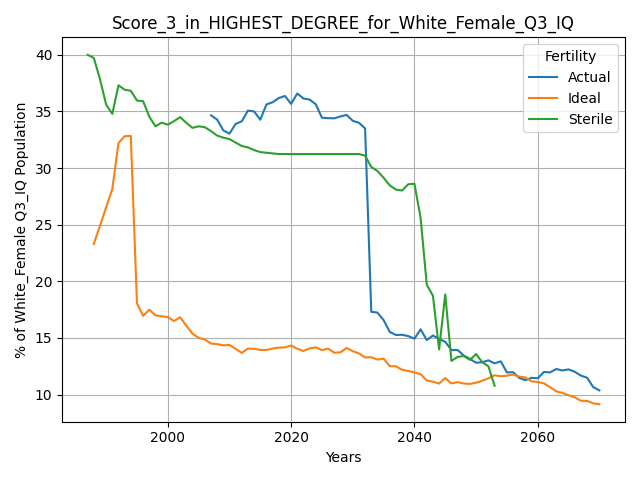 Score_3_in_HIGHEST_DEGREE_for_White_Female_Q3_IQ
% of White_Female Q3_IQ Population
40
35
30
25
20
15
10
Fertility
Actual
Ideal
Sterile
2000
2020
2040
2060
Years